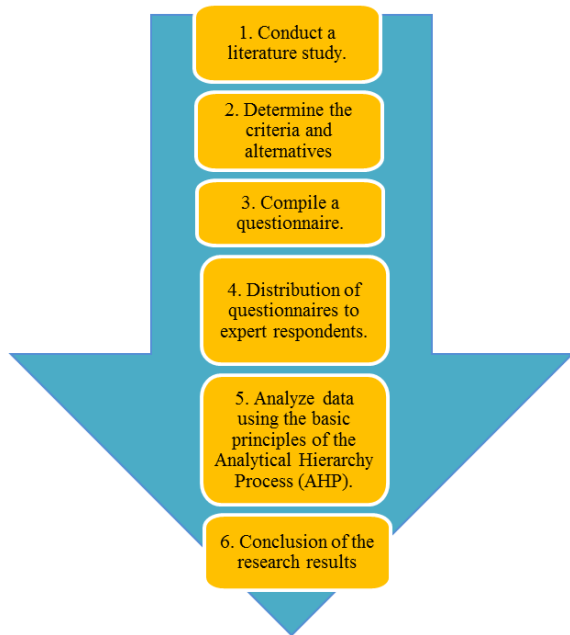 1. Conduct a
literature study.
2. Determine the
criteria and
alternatives
3. Compile a
questionnaire.
4. Distribution of
questionnaires to
expert respondents.
5. Analyze data
using the basic
principles of the
Analytical Hierarchy
Process (AHP).
6. Conclusion of the
research results